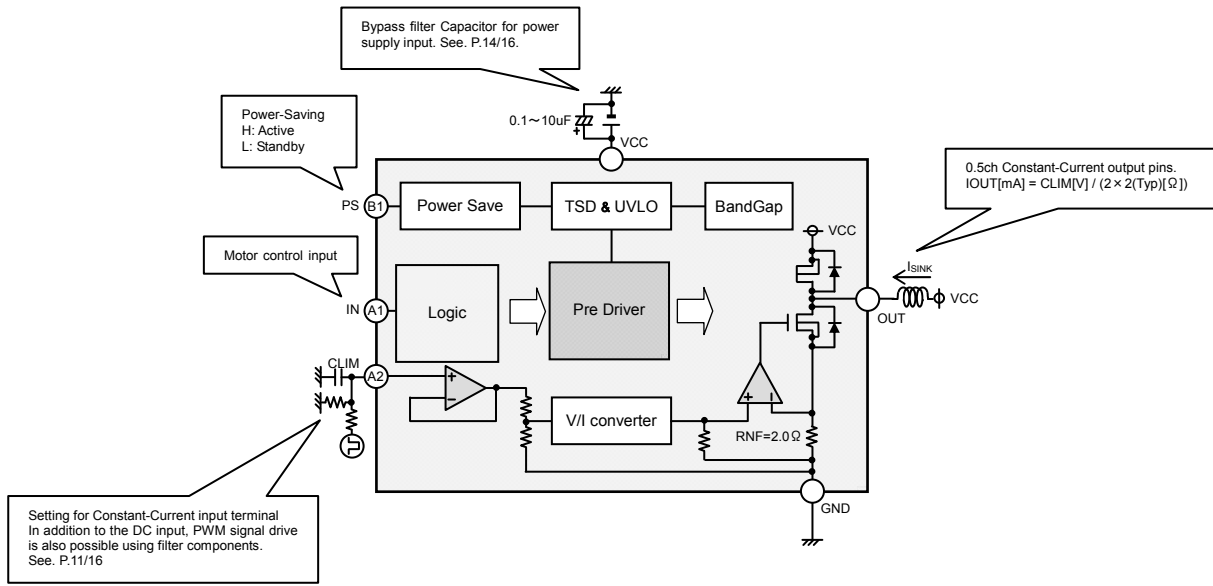 Bypass filter Capacitor for power
supply input. See. P.14/16.
Power-Saving
H: Active
L: Standby
0.1～10uF
+
VCC
0.5ch Constant-Current output pins.
IOUT[mA] = CLIM[V] / (2×2(Typ)[Ω])
PS
B1
Power Save
TSD & UVLO
BandGap
VCC
Motor control input
ISINK
VCC
OUT
IN
A1
Logic
Pre Driver
CLIM
A2
+
−
V/I converter
+
−
RNF=2.0Ω
GND
Setting for Constant-Current input terminal
In addition to the DC input, PWM signal drive
is also possible using filter components.
See. P.11/16